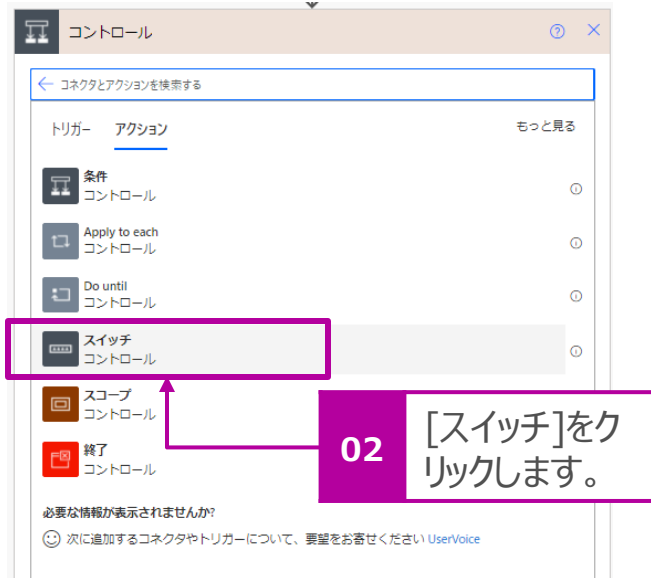 コントロール
コネクタとアクションを検索する
トリガー アクション もっと見る
条件
コントロール
Apply to each
コントロール
Do until
コントロール
スイッチ
コントロール
スコープ
コントロール
終了
コントロール
02
[スイッチ]をク
リックします。
必要な情報が表示されませんか?
次に追加するコネクタやトリガーについて、要望をお寄せください UserVoice